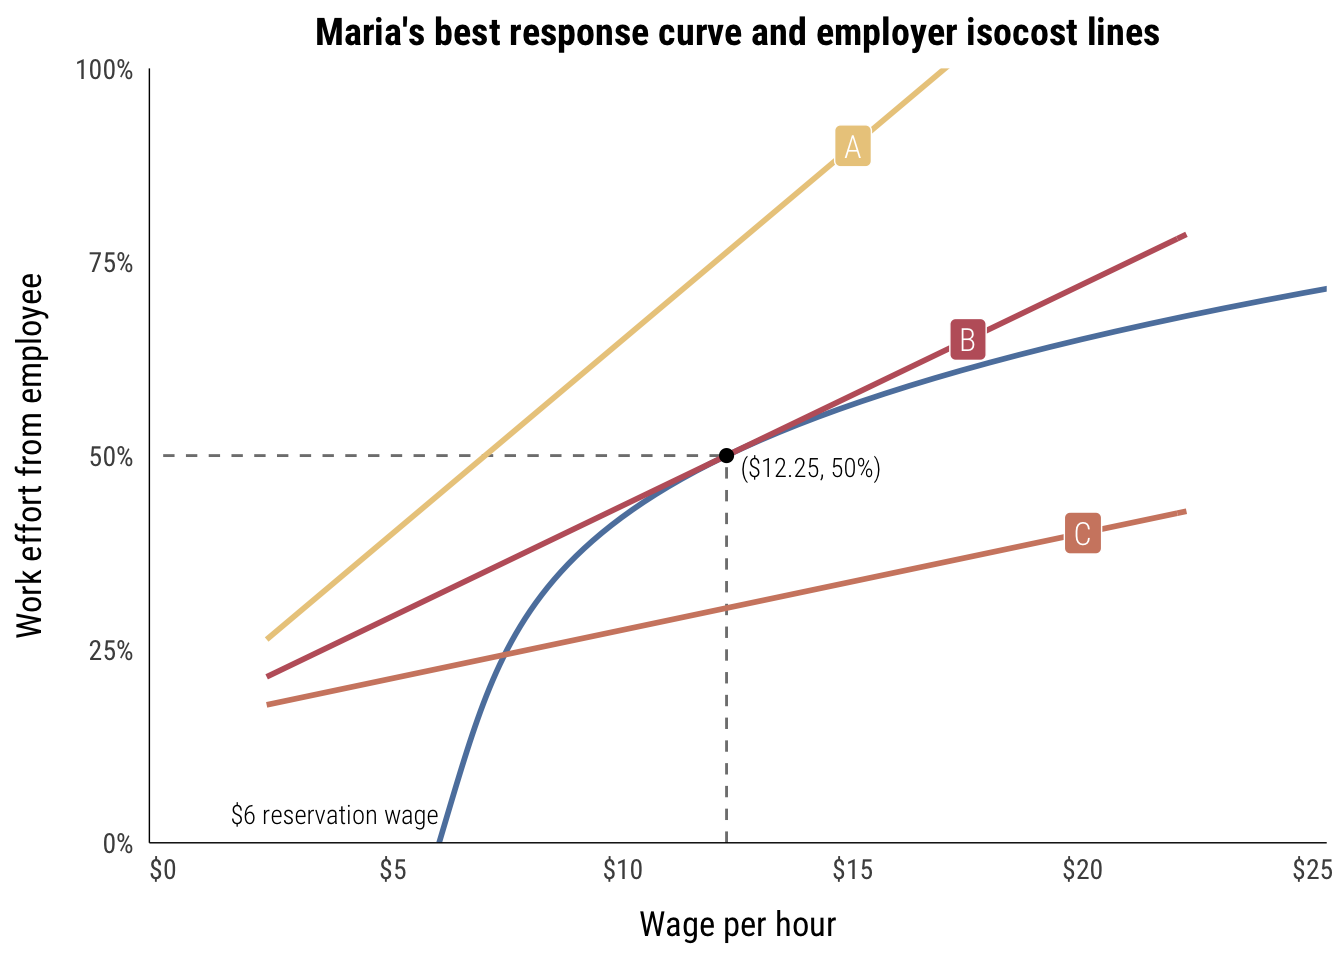 Maria's best response curve and employer isocost lines
100%
A
75%
B
Work effort from employee
50%
($12.25, 50%)
C
25%
$6 reservation wage
0%
$0 $5 $10 $15 $20 $25
Wage per hour